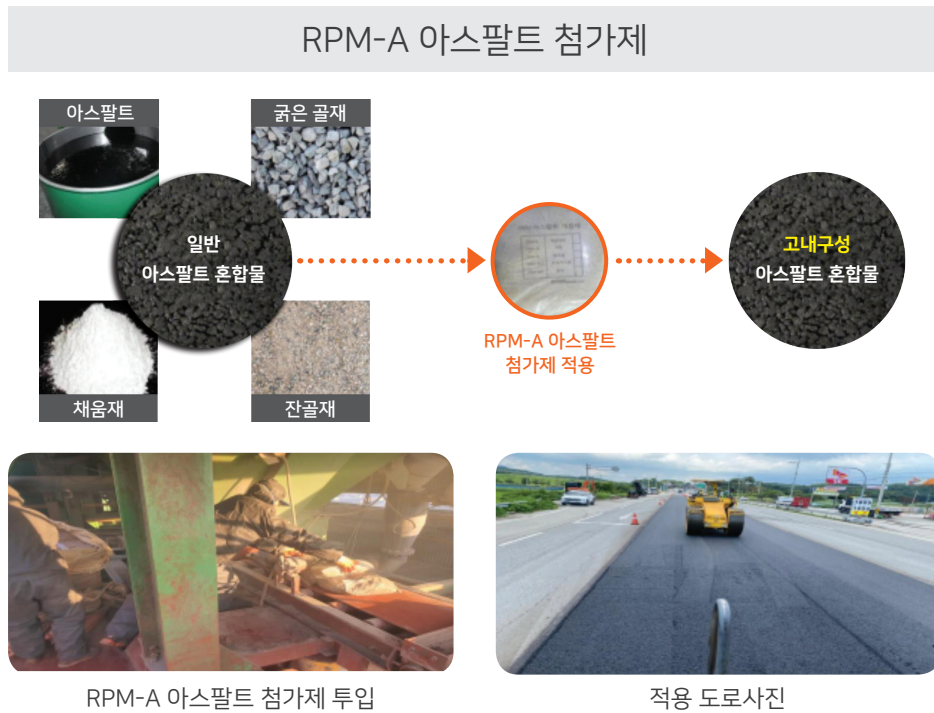 RPM-A 아스팔트 첨가제
아스팔트
굵은 골재
일반
아스팔트 혼합물
채움재
잔골재
RPM-A 아스팔트
첨가제 적용
고내구성
아스팔트 혼합물
RPM-A 아스팔트 첨가제 투입
적용 도로사진